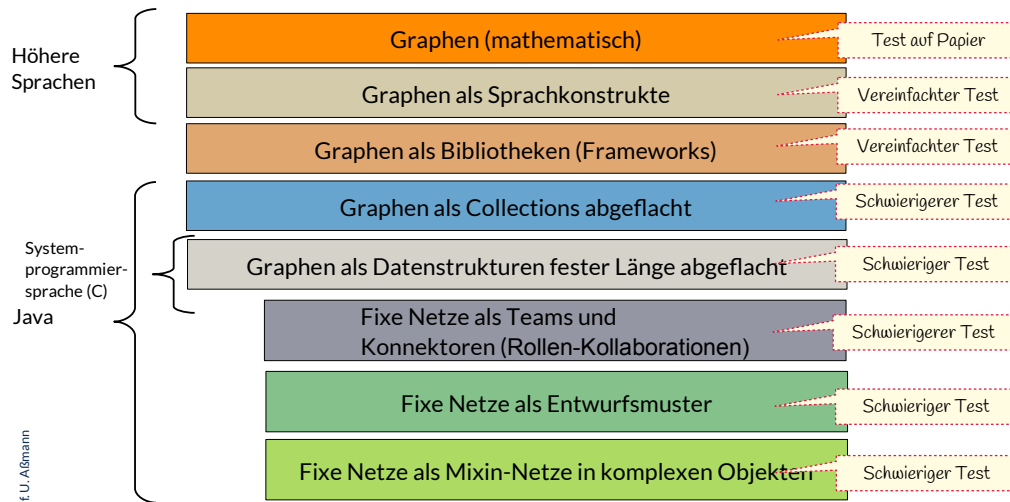 Graphen (mathematisch)
Test auf Papier
Höhere
Sprachen
Graphen als Sprachkonstrukte
Vereinfachter Test
Graphen als Bibliotheken (Frameworks)
Vereinfachter Test
Graphen als Collections abgeflacht
Schwierigerer Test
System-
programmier-
sprache (C)
Graphen als Datenstrukturen fester Länge abgeflacht
Schwieriger Test
Java
Fixe Netze als Teams und
Konnektoren (Rollen-Kollaborationen)
Schwierigerer Test
Fixe Netze als Entwurfsmuster
Schwieriger Test
Fixe Netze als Mixin-Netze in komplexen Objekten
Schwieriger Test
f. U. Aßmann